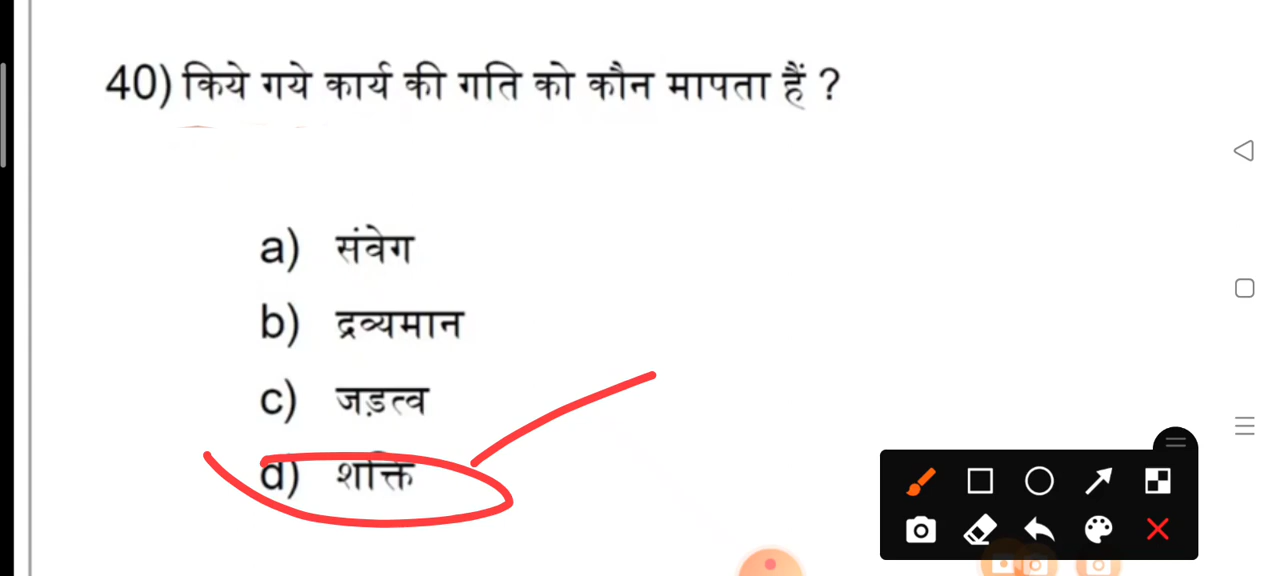 40) किये गये कार्य की गति को कौन मापता हैं ?
a) संवेग
b) द्रव्यमान
c) जड़त्व
d) शक्ति